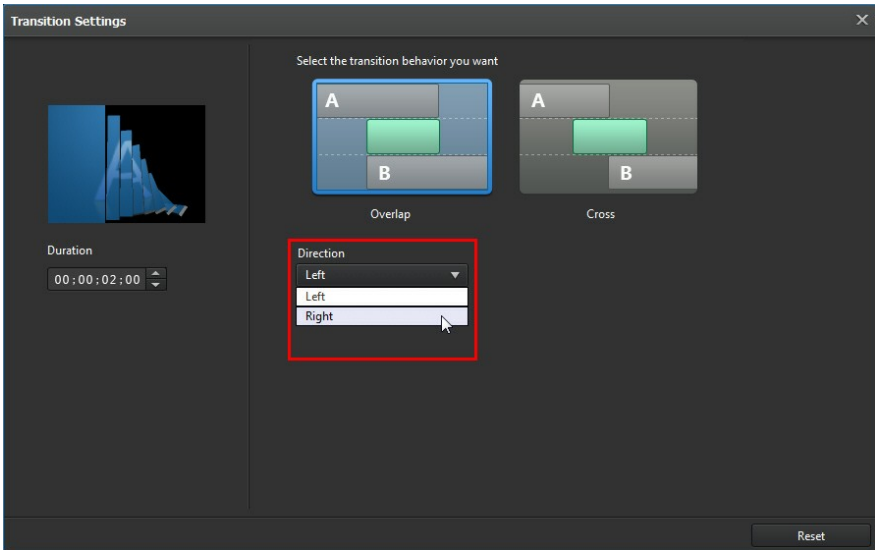 Transition Settings
Select the transition behavior you want
A
B
A
B
Overlap
Cross
A
Duration
00;00;02;00
Direction
Left
Left
Right
Reset